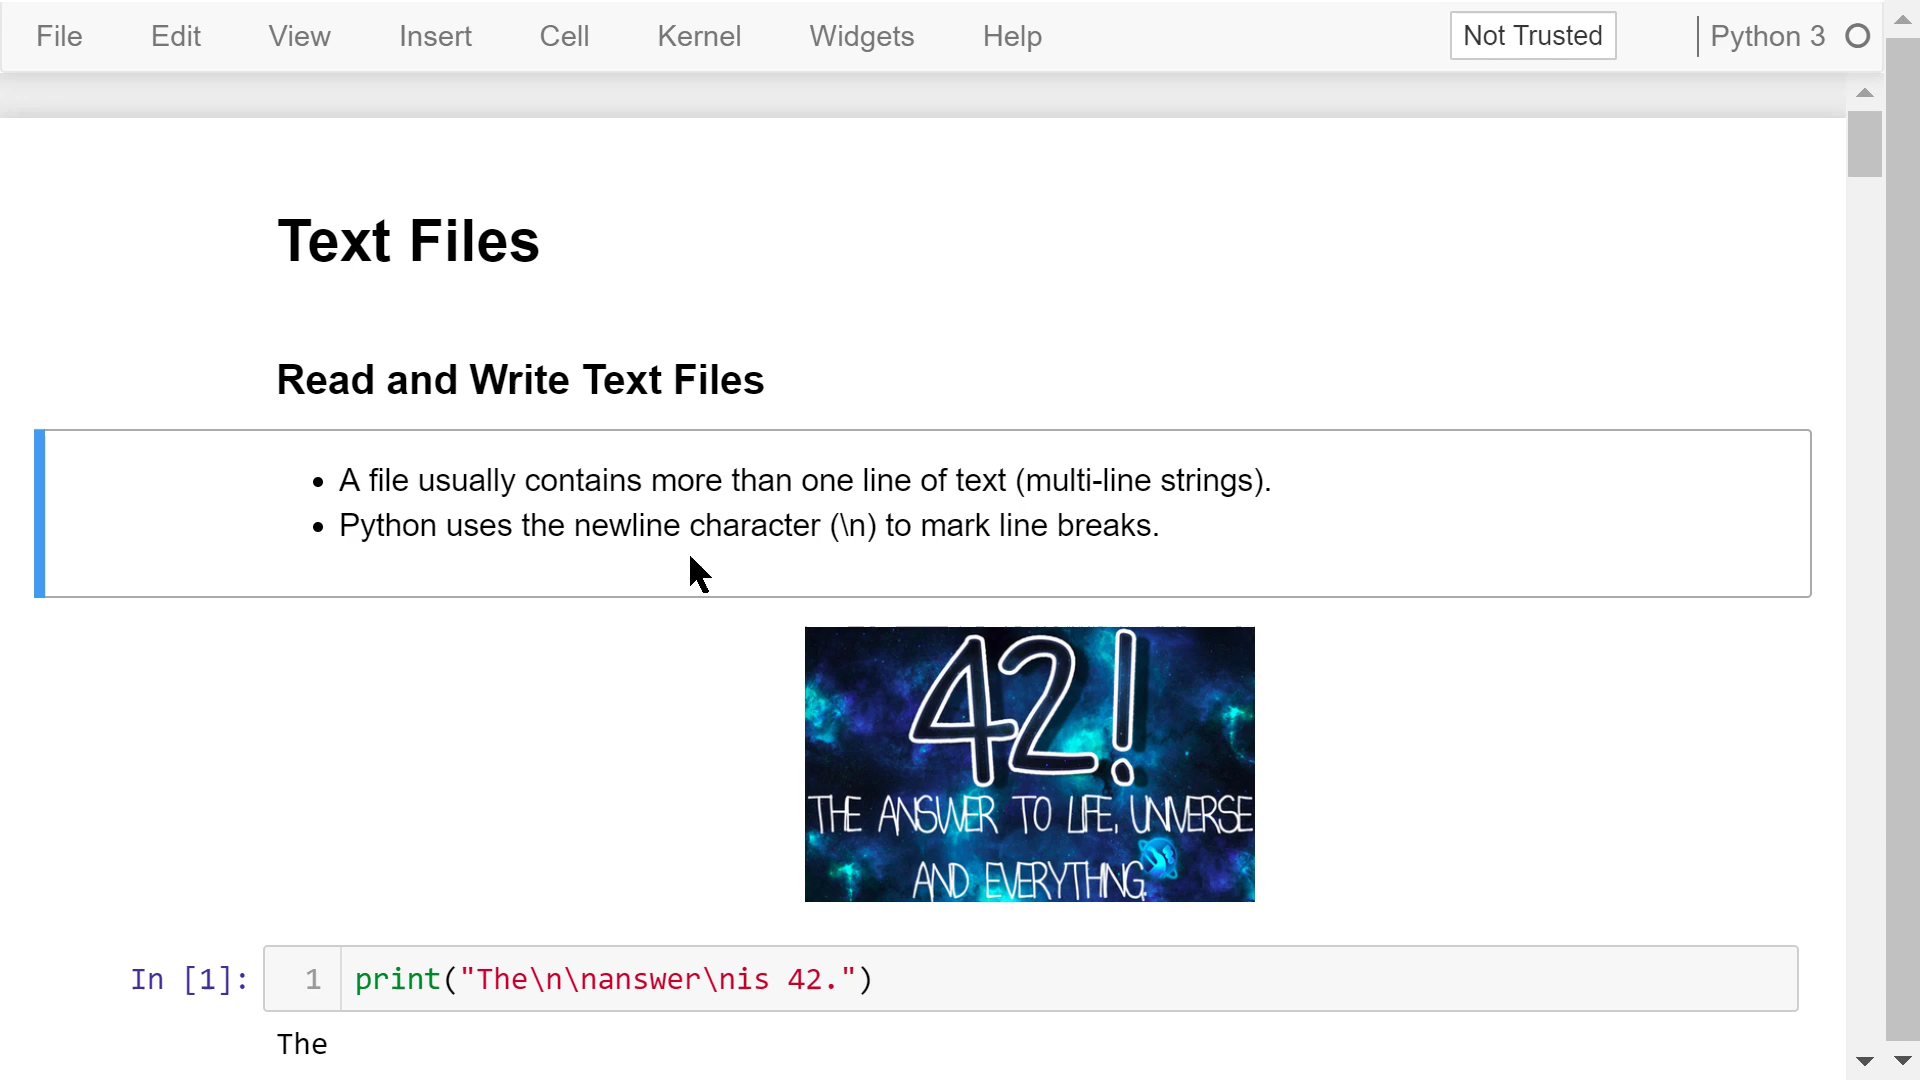 File Edit View Insert Cell Kernel Widgets Help Not Trusted Python 3
Text Files
Read and Write Text Files
• A file usually contains more than one line of text (multi-line strings).
• Python uses the newline character (\n) to mark line breaks.
42!
THE ANSWER TO LIFE, UNIVERSE
AND EVERYTHING.
In [1]: 1 print("The\n\nanswer\nis 42.")
The